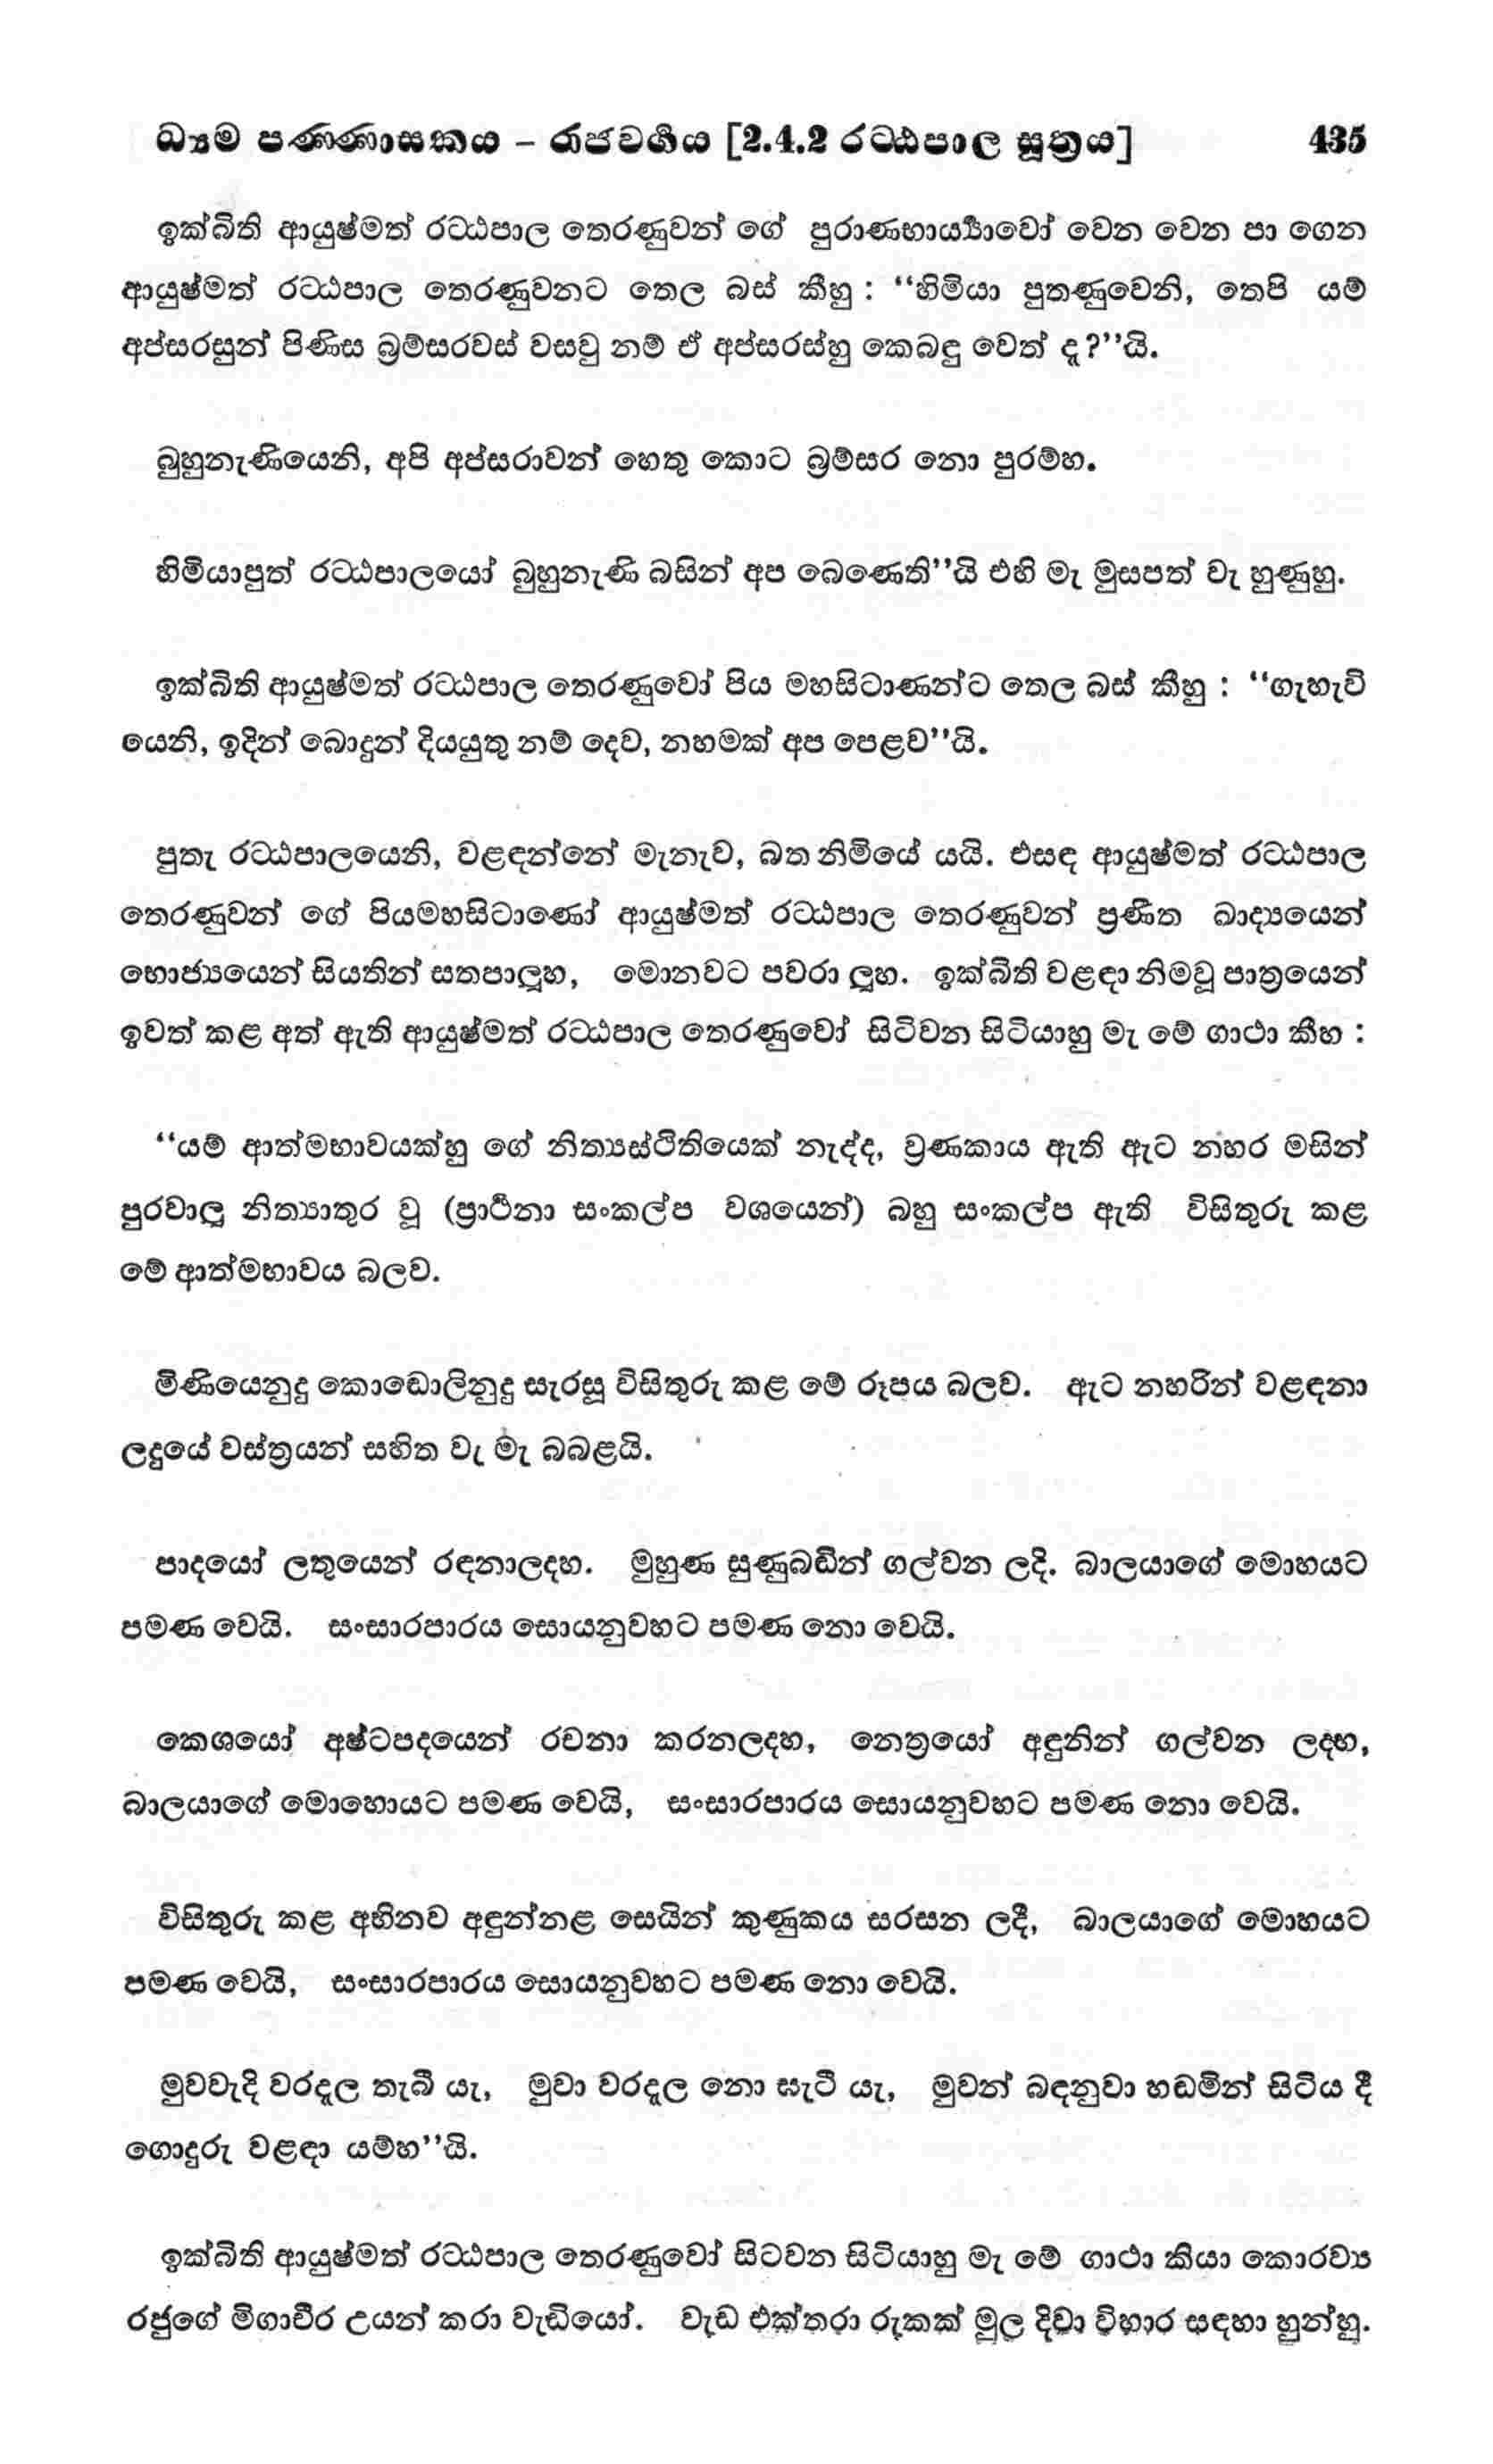 ධ්‍යම පණ්ණාසකය – රාජවර්ගය [2.4.2 රට්ඨපාල සූත්‍රය] 435
ඉක්බිති ආයුෂ්මත් රට්ඨපාල තෙරණුවන් ගේ පුරාණභාර්‍ය්‍යාවෝ වෙන වෙන පා ගෙන
ආයුෂ්මත් රට්ඨපාල තෙරණුවනට තෙල බස් කීහු : “හිමියා පුතණුවෙනි, තෙපි යම්
අප්සරසුන් පිණිස බ්‍රම්සරවස් වසවු නම් ඒ අප්සරස්හු කෙබඳු වෙත් ද?”යි.
බුහුනැණියෙනි, අපි අප්සරාවන් හෙතු කොට බ්‍රම්සර නො පුරම්හ.
හිමියාපුත් රට්ඨපාලයෝ බුහුනැණි බසින් අප බෙණෙති”යි එහි මැ මුසපත් වැ හුණුහු.
ඉක්බිති ආයුෂ්මත් රට්ඨපාල තෙරණුවෝ පිය මහසිටාණන්ට තෙල බස් කීහු : “ගැහැවි
යෙනි, ඉදින් බොදුන් දියයුතු නම් දෙව, නහමක් අප පෙළව”යි.
පුතැ රට්ඨපාලයෙනි, වළඳන්නේ මැනැව, බත නිමියේ යයි. එසඳ ආයුෂ්මත් රට්ඨපාල
තෙරණුවන් ගේ පියමහසිටාණෝ ආයුෂ්මත් රට්ඨපාල තෙරණුවන් ප්‍රණීත ඛාද්‍යයෙන්
භොජ්‍යයෙන් සියතින් සතපාලූහ, මොනවට පවරා ලූහ. ඉක්බිති වළඳා නිමවූ පාත්‍රයෙන්
ඉවත් කළ අත් ඇති ආයුෂ්මත් රට්ඨපාල තෙරණුවෝ සිටිවන සිටියාහු මැ මේ ගාථා කීහ :
“යම් ආත්මභාවයක්හු ගේ නිත්‍යස්ථිතියෙක් නැද්ද, ව්‍රණකාය ඇති ඇට නහර මසින්
පුරවාලූ නිත්‍යාතුර වූ (ප්‍රාර්ථනා සංකල්ප වශයෙන්) බහු සංකල්ප ඇති විසිතුරු කළ
මේ ආත්මභාවය බලව.
මිණියෙනුදු කොඬොලිනුදු සැරසූ විසිතුරු කළ මේ රූපය බලව. ඇට නහරින් වළඳනා
ලදුයේ වස්ත්‍රයන් සහිත වැ මැ බබළයි.
පාදයෝ ලතුයෙන් රඳනාලදහ. මුහුණ සුණුබඬින් ගල්වන ලදි. බාලයාගේ මොහයට
පමණ වෙයි. සංසාරපාරය සොයනුවහට පමණ නො වෙයි.
කෙශයෝ අෂ්ටපදයෙන් රචනා කරනලදහ, නෙත්‍රයෝ අඳුනින් ගල්වන ලදහ,
බාලයාගේ මොහොයට පමණ වෙයි, සංසාරපාරය සොයනුවහට පමණ නො වෙයි.
විසිතුරු කළ අභිනව අඳුන්නළ සෙයින් කුණුකය සරසන ලදී, බාලයාගේ මොහයට
පමණ වෙයි, සංසාරපාරය සොයනුවහට පමණ නො වෙයි.
මුවවැදි වරදූල තැබී යැ, මුවා වරදූල නො ඝැටී යැ, මුවන් බඳනුවා හඬමින් සිටිය දී
ගොදුරු වළඳා යම්හ”යි.
ඉක්බිති ආයුෂ්මත් රට්ඨපාල තෙරණුවෝ සිටවන සිටියාහු මැ මේ ගාථා කියා කොරව්‍ය
රජුගේ මිගාචීර උයන් කරා වැඩියෝ. වැඩ එක්තරා රුකක් මුල දිවා විහාර සඳහා හුන්හු.